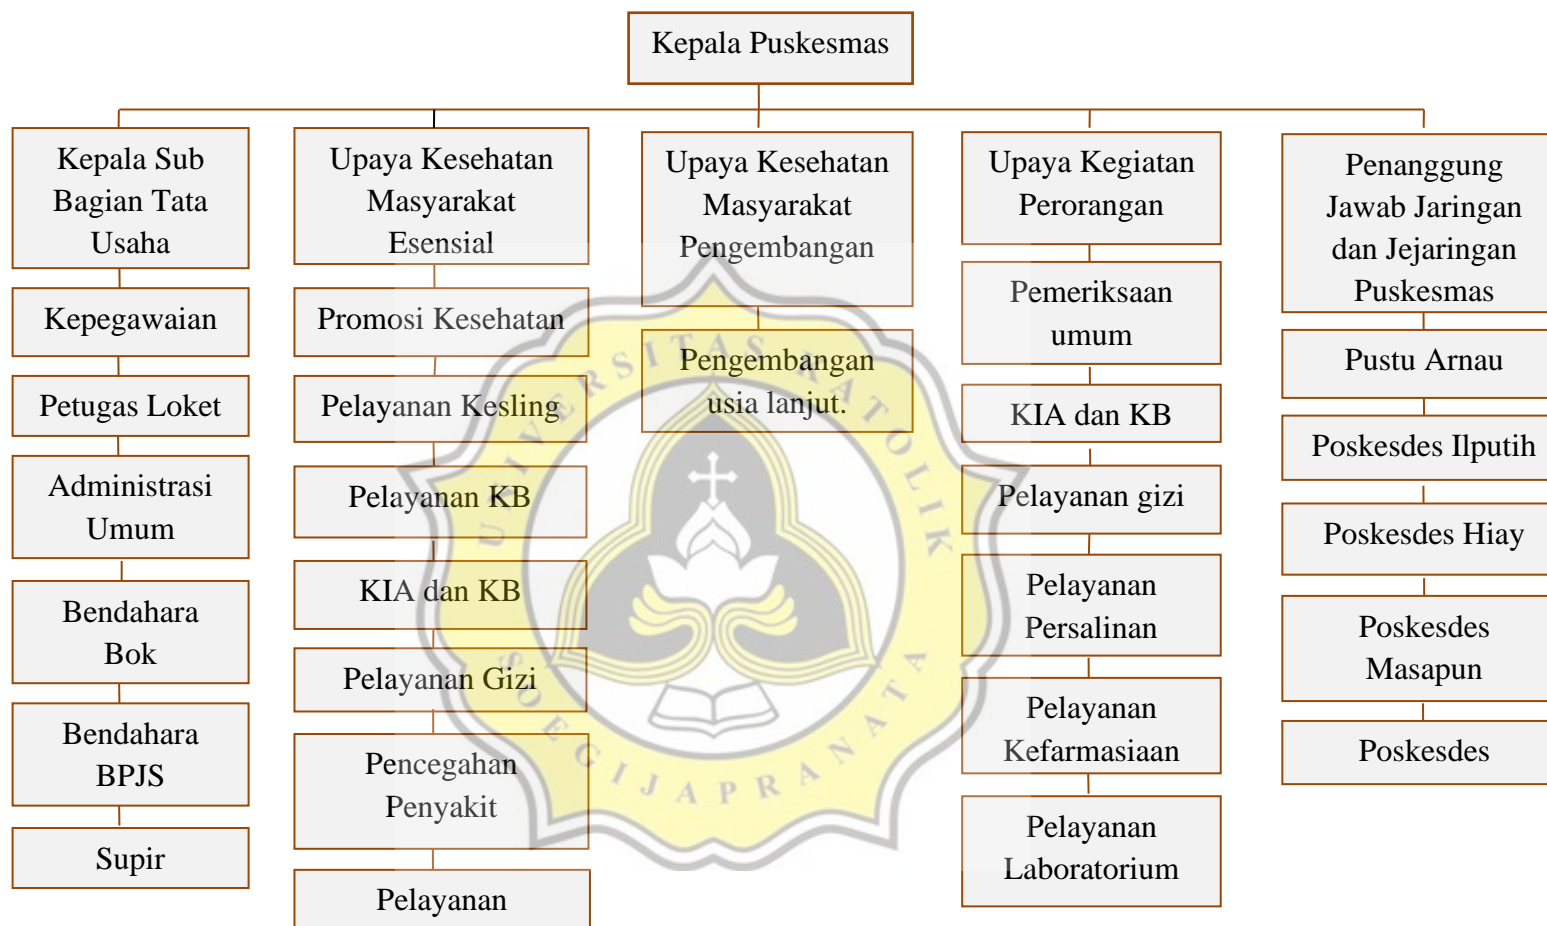 Kepala Puskesmas
Kepala Sub
Bagian Tata
Usaha
Kepegawaian
Petugas Loket
Administrasi
Umum
Bendahara
Bok
Bendahara
BPJS
Supir
Upaya Kesehatan
Masyarakat
Esensial
Promosi Kesehatan
Pelayanan Kesling
Pelayanan KB
KIA dan KB
Pelayanan Gizi
Pencegahan
Penyakit
Pelayanan
Upaya Kesehatan
Masyarakat
Pengembangan
Pengembangan
usia lanjut.
Upaya Kegiatan
Perorangan
Pemeriksaan
umum
KIA dan KB
Pelayanan gizi
Pelayanan
Persalinan
Pelayanan
Kefarmasiaan
Pelayanan
Laboratorium
Penanggung
Jawab Jaringan
dan Jejaringan
Puskesmas
Pustu Arnau
Poskesdes Ilputih
Poskesdes Hiay
Poskesdes
Masapun
Poskesdes
UNIVERSITAS KATOLIK
SOEGIJAPRANATA